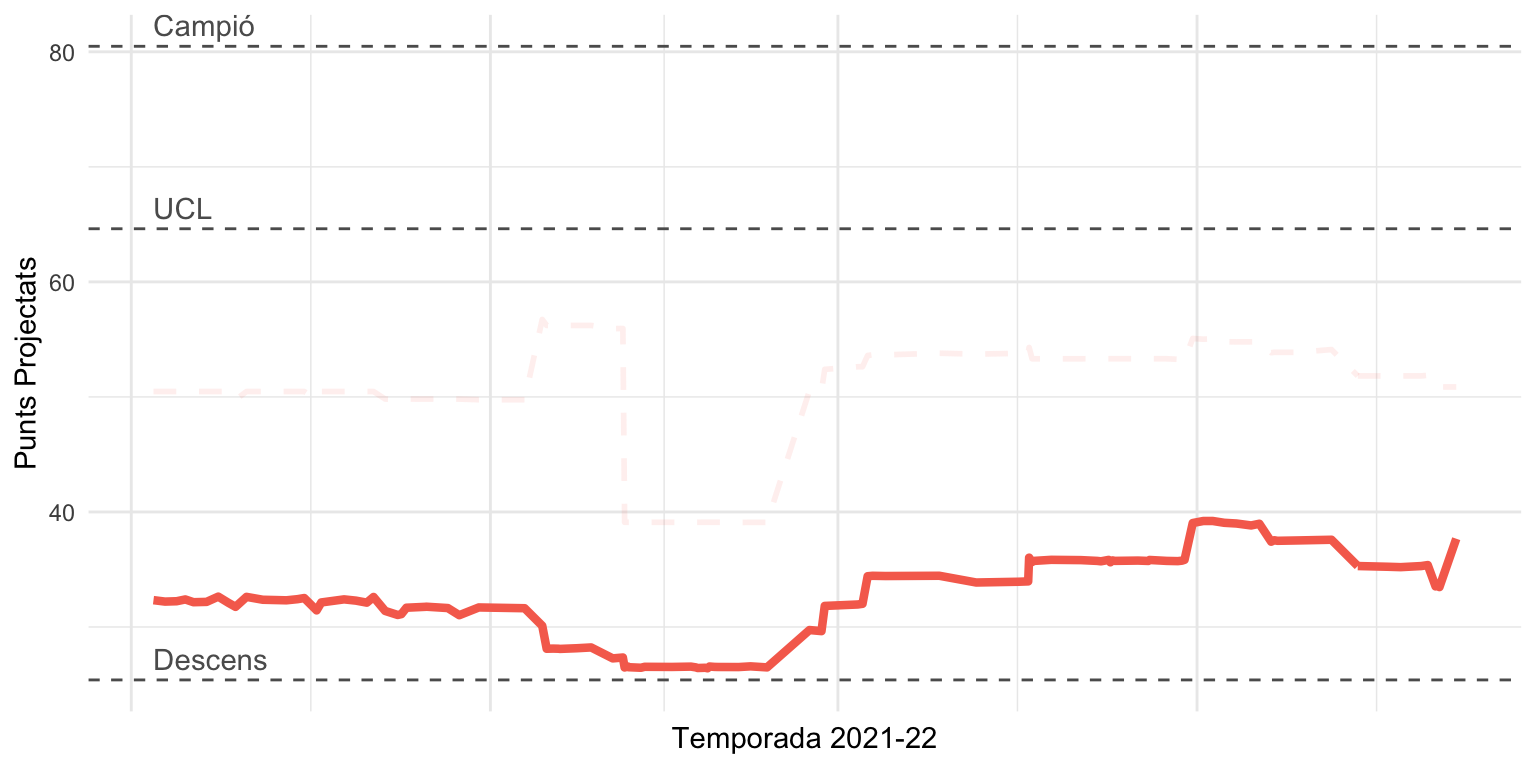 Campió
80
UCL
60
40
Descens
Punts Projectats
Temporada 2021-22